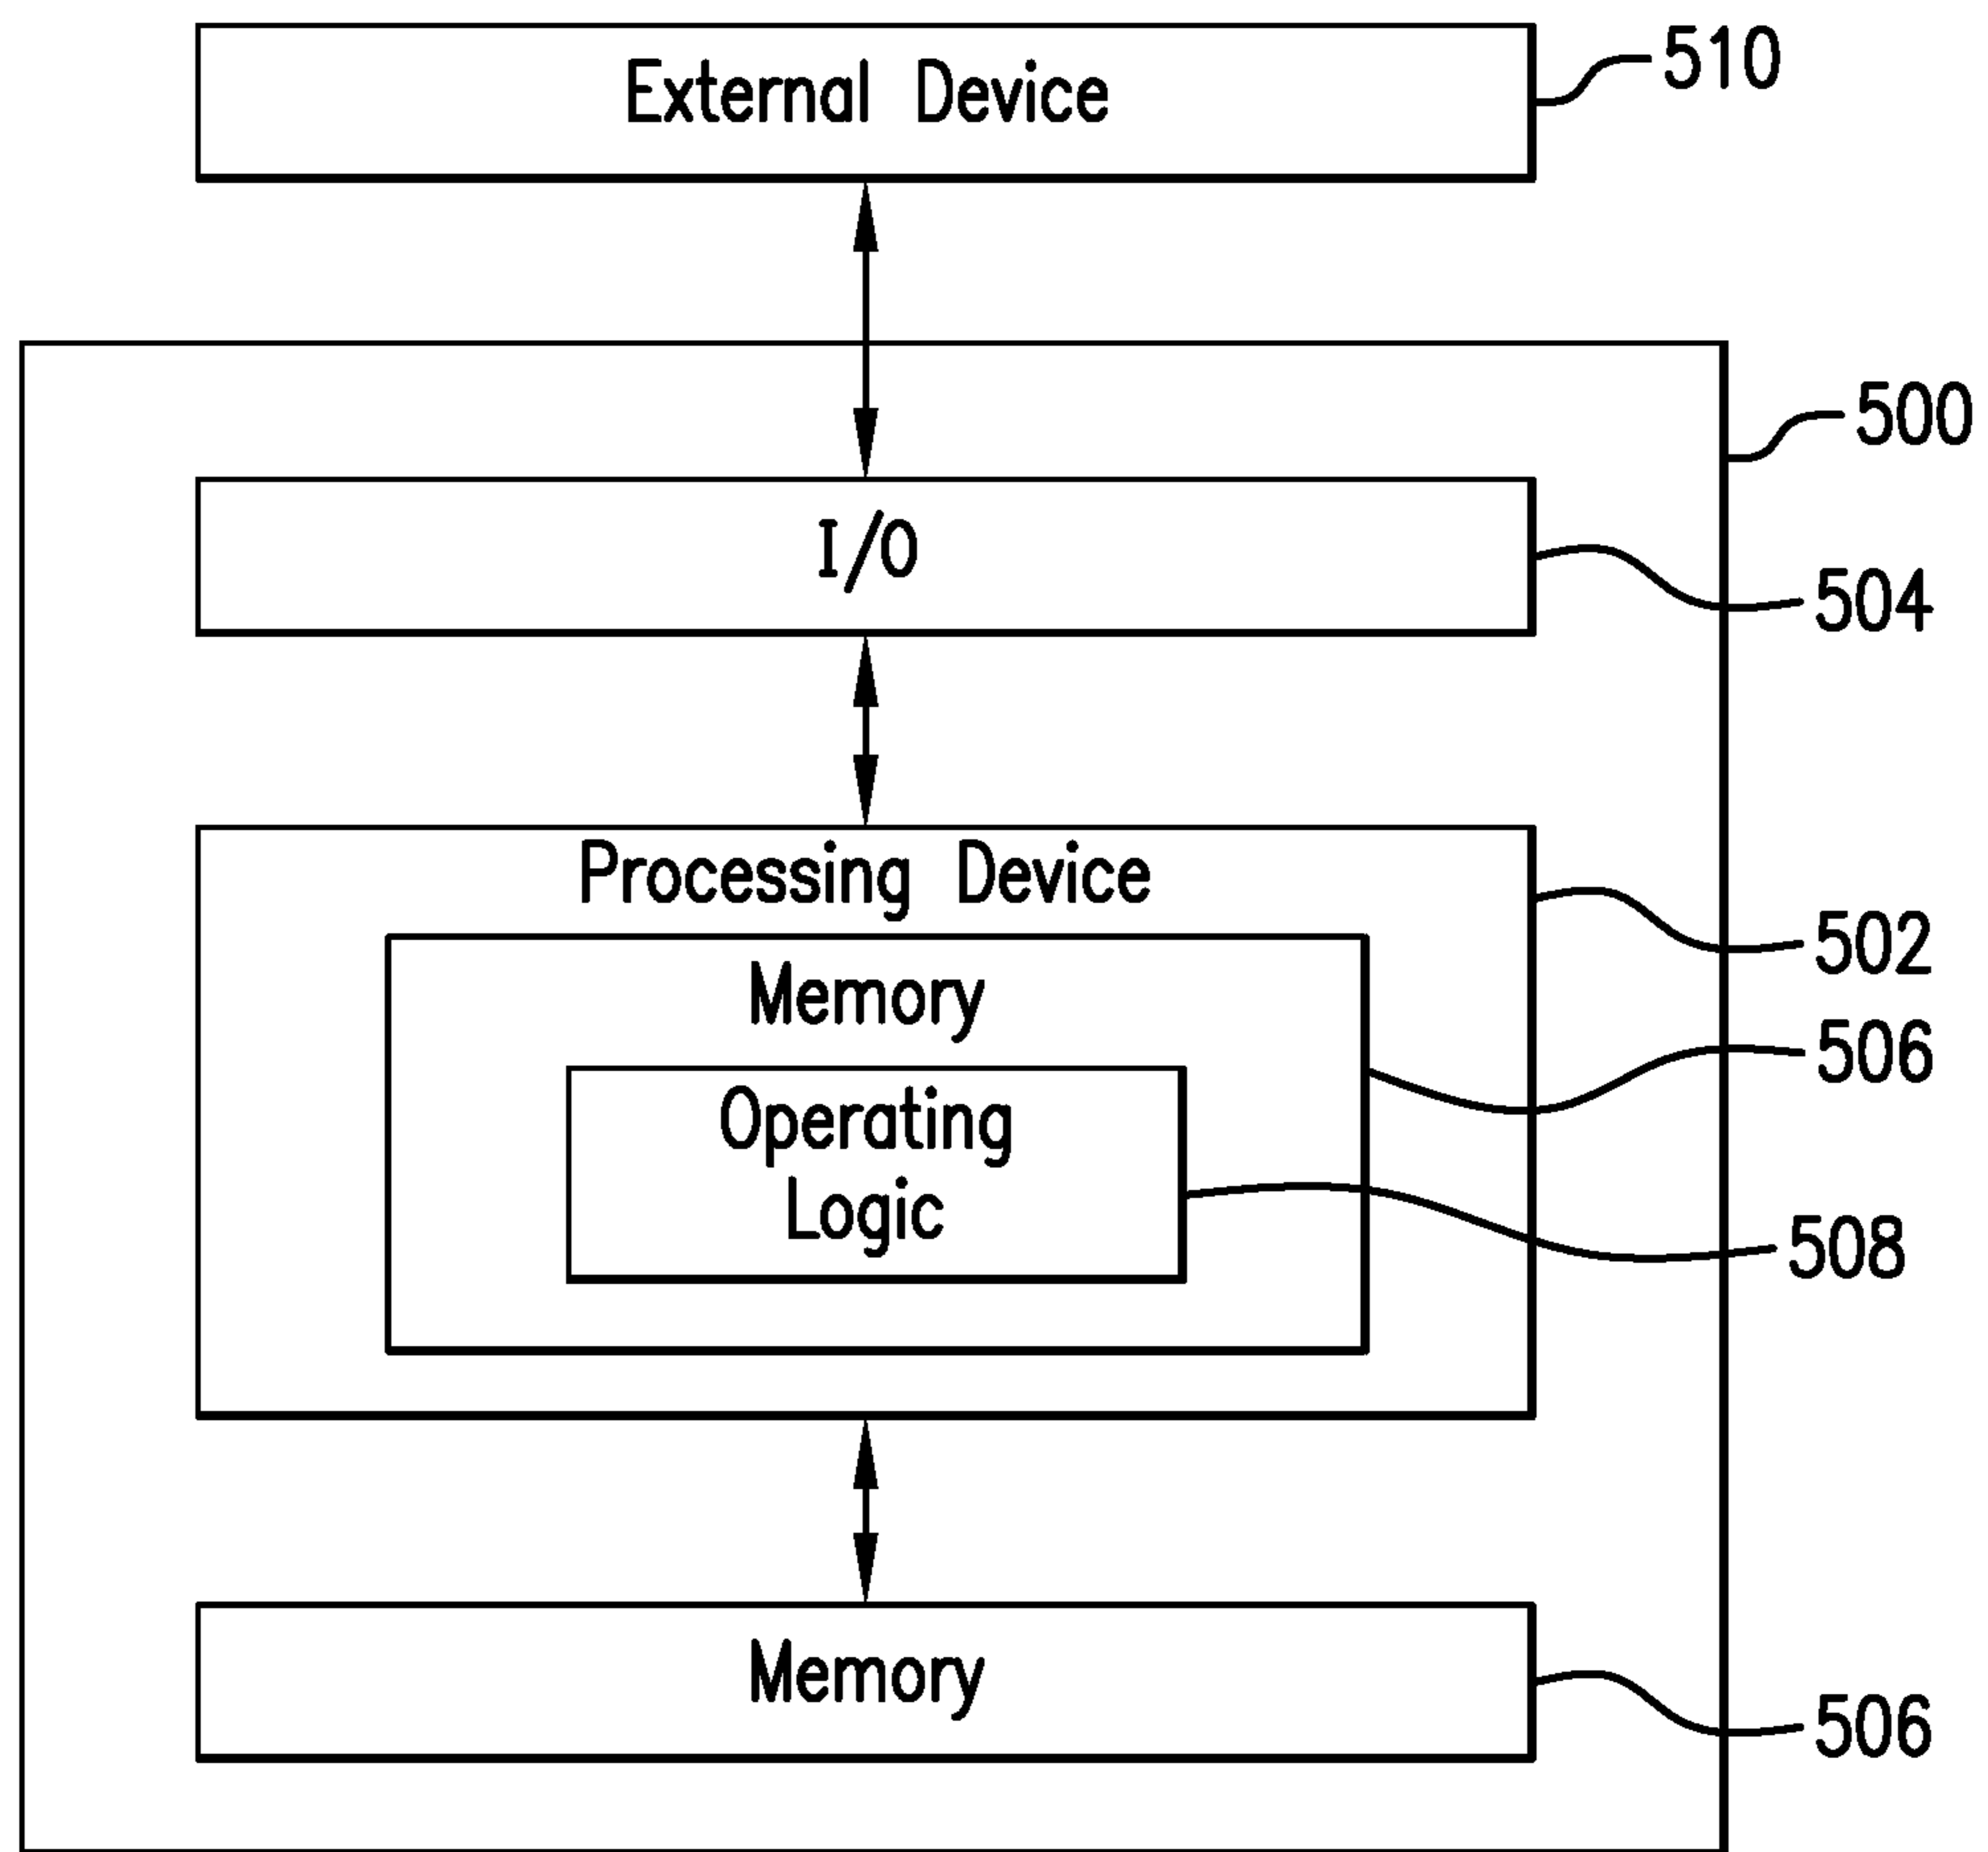 External Device
510
500
I/O
504
Processing Device
502
Memory
506
Operating
Logic
508
Memory
506